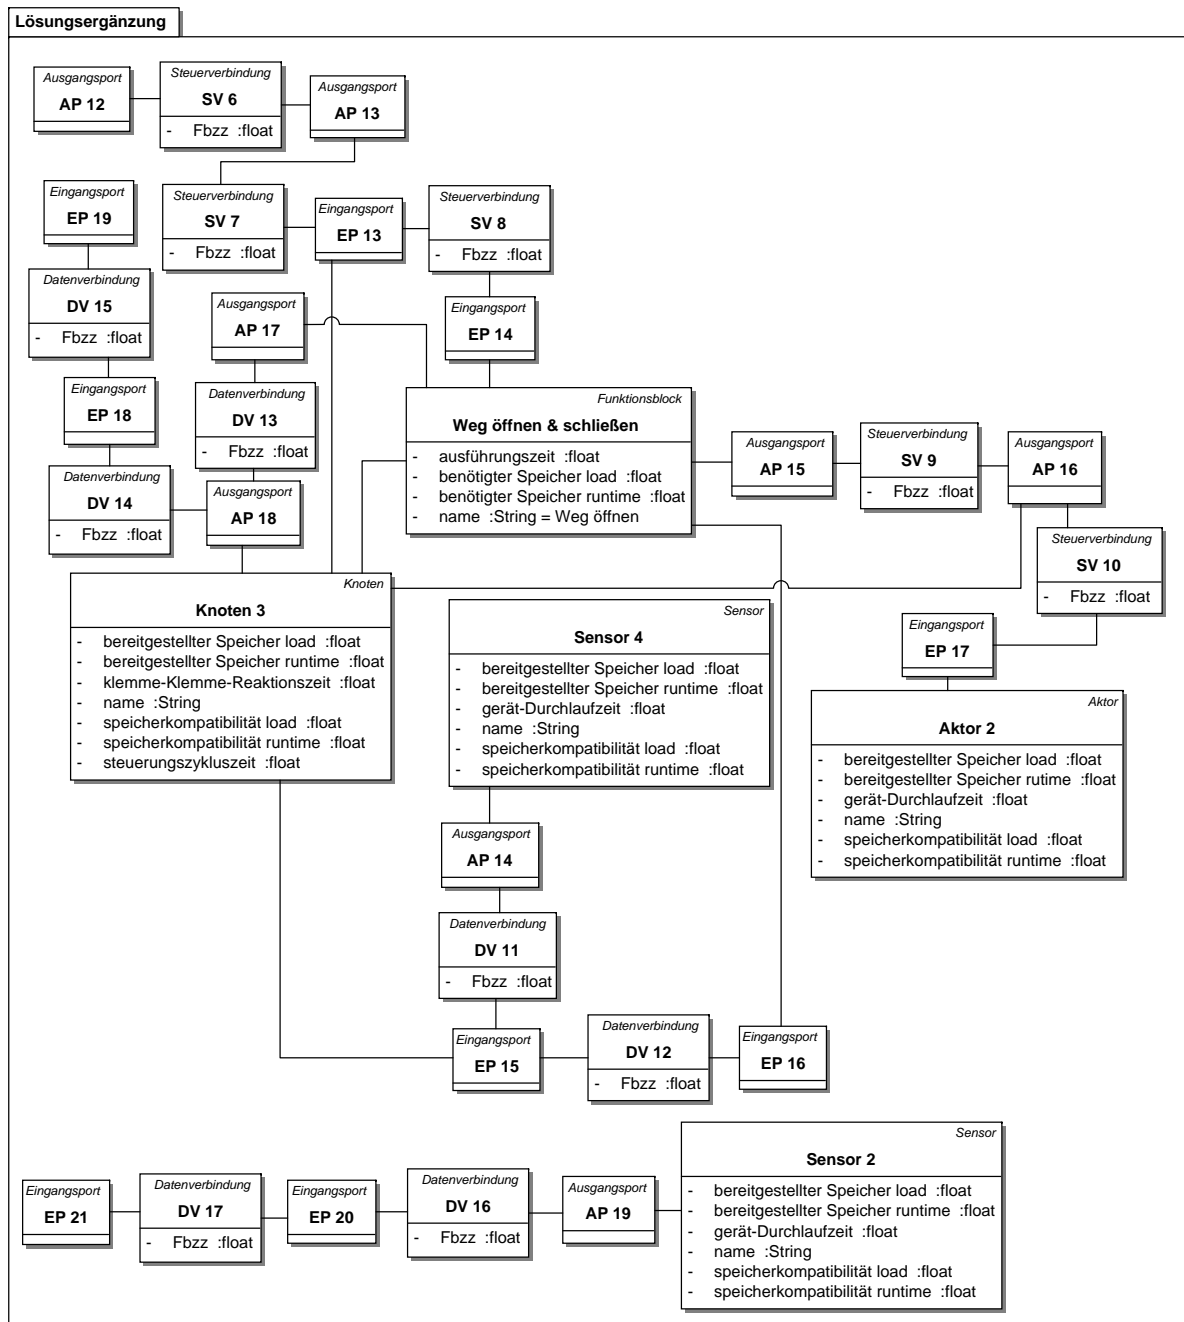 Lösungsergänzung
Ausgangsport
AP 12
Steuerverbindung
SV 6
- Fbzz :float
Ausgangsport
AP 13
Eingangsport
EP 19
Steuerverbindung
SV 7
- Fbzz :float
Eingangsport
EP 13
Steuerverbindung
SV 8
- Fbzz :float
Datenverbindung
DV 15
- Fbzz :float
Ausgangsport
AP 17
Eingangsport
EP 14
Eingangsport
EP 18
Datenverbindung
DV 13
- Fbzz :float
Funktionsblock
Weg öffnen & schließen
- ausführungszeit :float
- benötigter Speicher load :float
- benötigter Speicher runtime :float
- name :String = Weg öffnen
Ausgangsport
AP 15
Steuerverbindung
SV 9
- Fbzz :float
Ausgangsport
AP 16
Datenverbindung
DV 14
- Fbzz :float
Ausgangsport
AP 18
Steuerverbindung
SV 10
- Fbzz :float
Knoten
Knoten 3
- bereitgestellter Speicher load :float
- bereitgestellter Speicher runtime :float
- klemme-Klemme-Reaktionszeit :float
- name :String
- speicherkompatibilität load :float
- speicherkompatibilität runtime :float
- steuerungszykluszeit :float
Sensor
Sensor 4
- bereitgestellter Speicher load :float
- bereitgestellter Speicher runtime :float
- gerät-Durchlaufzeit :float
- name :String
- speicherkompatibilität load :float
- speicherkompatibilität runtime :float
Eingangsport
EP 17
Aktor
Aktor 2
- bereitgestellter Speicher load :float
- bereitgestellter Speicher rutime :float
- gerät-Durchlaufzeit :float
- name :String
- speicherkompatibilität load :float
- speicherkompatibilität runtime :float
Ausgangsport
AP 14
Datenverbindung
DV 11
- Fbzz :float
Eingangsport
EP 15
Datenverbindung
DV 12
- Fbzz :float
Eingangsport
EP 16
Eingangsport
EP 21
Datenverbindung
DV 17
- Fbzz :float
Eingangsport
EP 20
Datenverbindung
DV 16
- Fbzz :float
Ausgangsport
AP 19
Sensor
Sensor 2
- bereitgestellter Speicher load :float
- bereitgestellter Speicher runtime :float
- gerät-Durchlaufzeit :float
- name :String
- speicherkompatibilität load :float
- speicherkompatibilität runtime :float